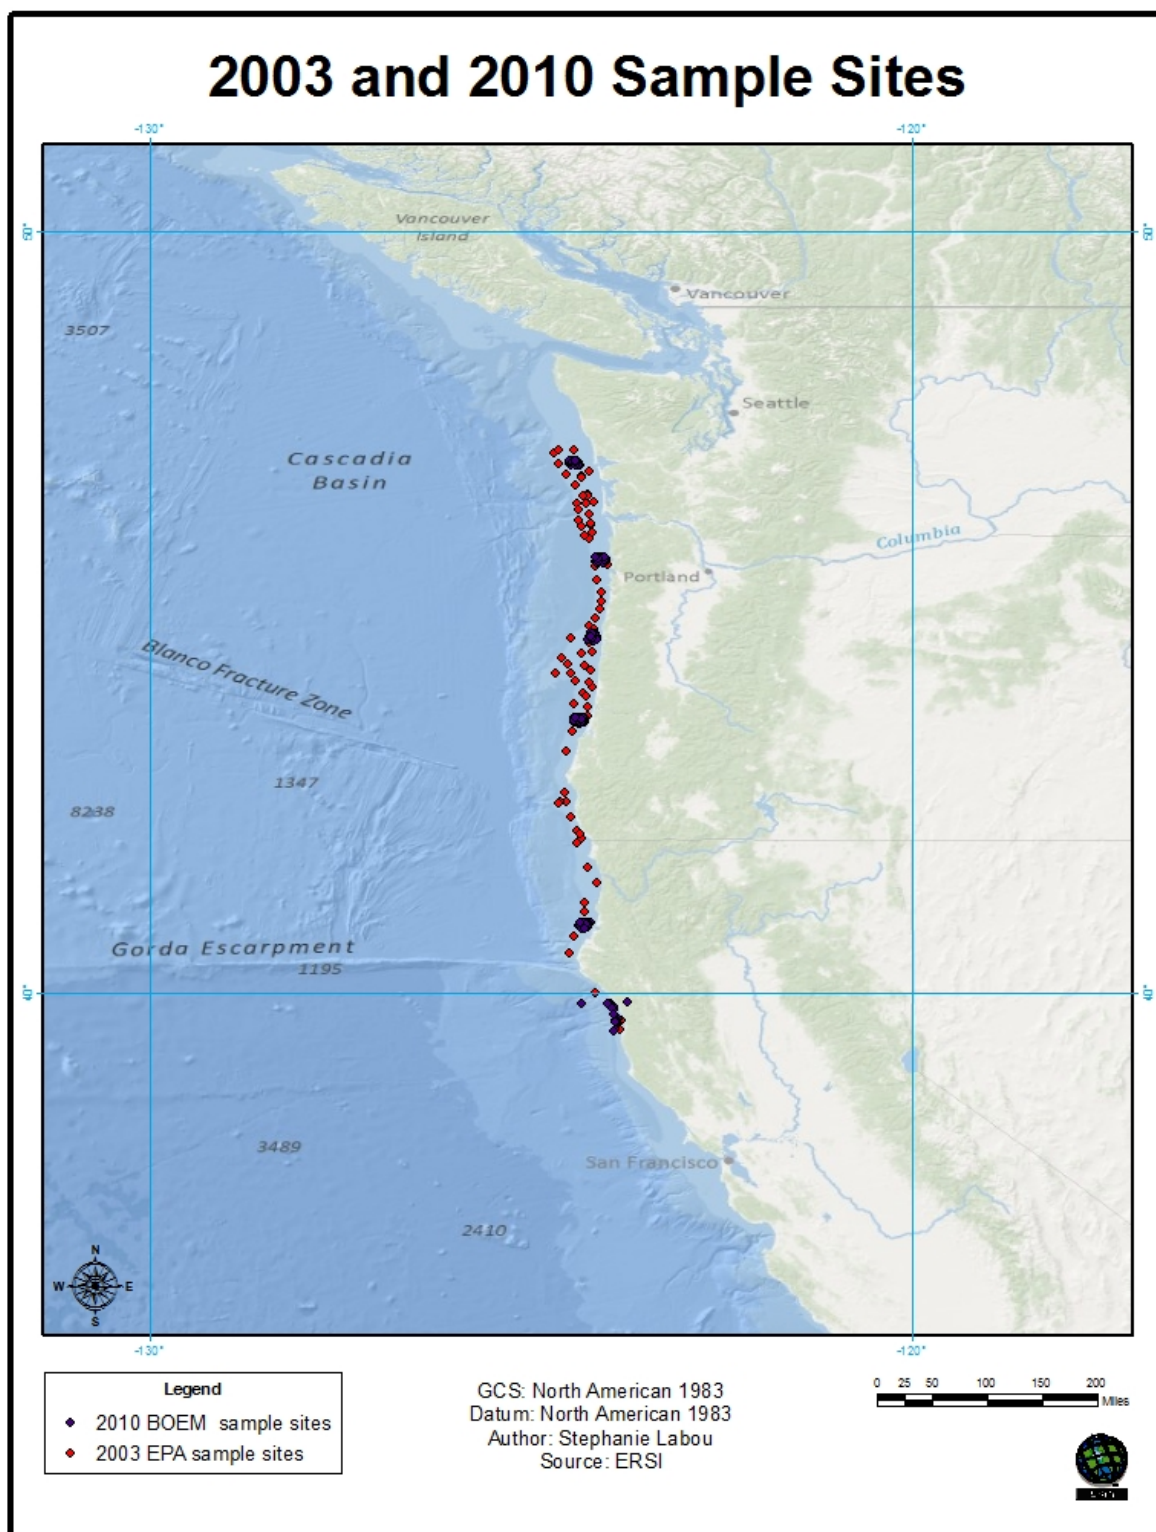 2003 and 2010 Sample Sites
-130°
-120°
Vancouver
Island
50°
50°
Vancouver
3507
Seattle
Cascadia
Basin
Columbia
Portland
Blanco Fracture Zone
1347
8238
Gorda Escarpment
1195
40°
40°
3489
San Francisco
2410
N
W
E
S
-130°
-120°
Legend
2010 BOEM sample sites
2003 EPA sample sites
GCS: North American 1983
Datum: North American 1983
Author: Stephanie Labou
Source: ERSI
0 25 50 100 150 200
Miles